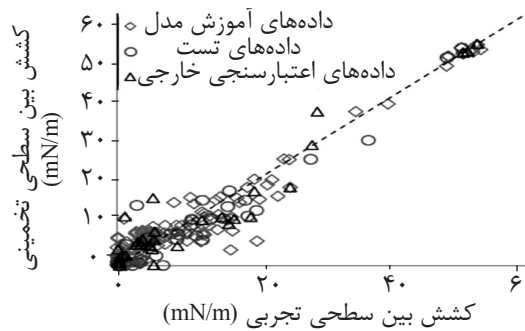 داده‌های آموزش مدل
داده‌های تست
داده‌های اعتبارسنجی خارجی
کشش بین سطحی تخمینی
(mN/m)
۶۰
۵۰
۴۰
۳۰
۲۰
۱۰
۰
۰ ۲۰ ۴۰ ۶
کشش بین سطحی تجربی (mN/m)